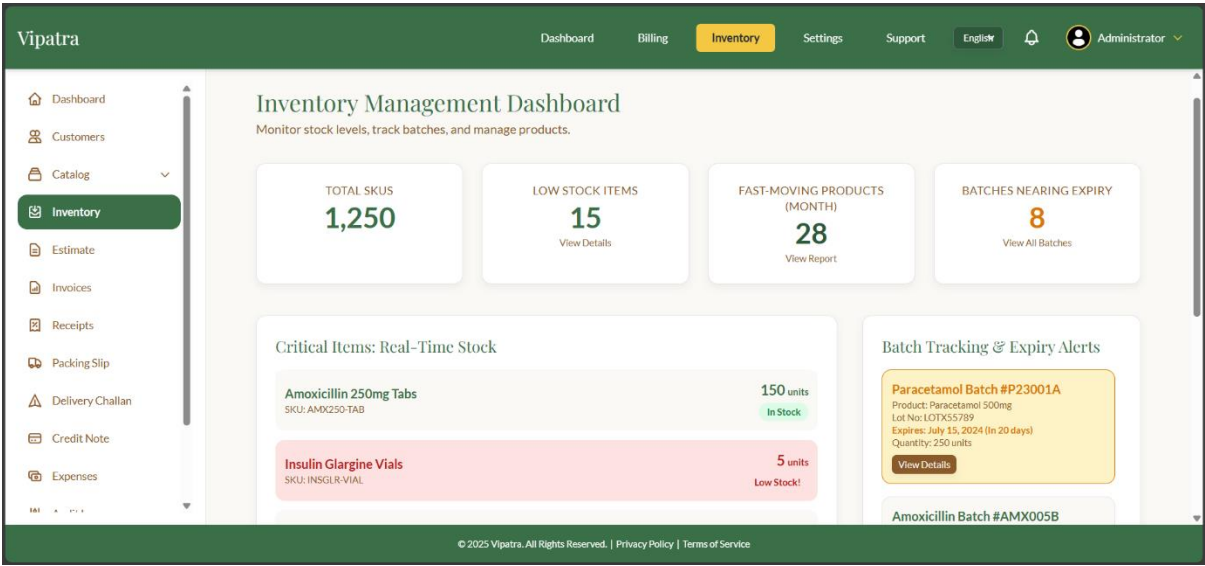 Vipatra
Dashboard
Billing
Inventory
Settings
Support
English
Administrator
Dashboard
Customers
Catalog
Inventory
Estimate
Invoices
Receipts
Packing Slip
Delivery Challan
Credit Note
Expenses
Inventory Management Dashboard
Monitor stock levels, track batches, and manage products.
TOTAL SKUS
1,250
LOW STOCK ITEMS
15
View Details
FAST-MOVING PRODUCTS
(MONTH)
28
View Report
BATCHES NEARING EXPIRY
8
View All Batches
Critical Items: Real-Time Stock
Amoxicillin 250mg Tabs
SKU: AMX250-TAB
150 units
In Stock
Insulin Glargine Vials
SKU: INSGLR-VIAL
5 units
Low Stock!
Batch Tracking & Expiry Alerts
Paracetamol Batch #P23001A
Product: Paracetamol 500mg
Lot No: LOTX55789
Expires: July 15, 2024 (In 20 days)
Quantity: 250 units
View Details
Amoxicillin Batch #AMX005B
© 2025 Vipatra. All Rights Reserved. | Privacy Policy | Terms of Service